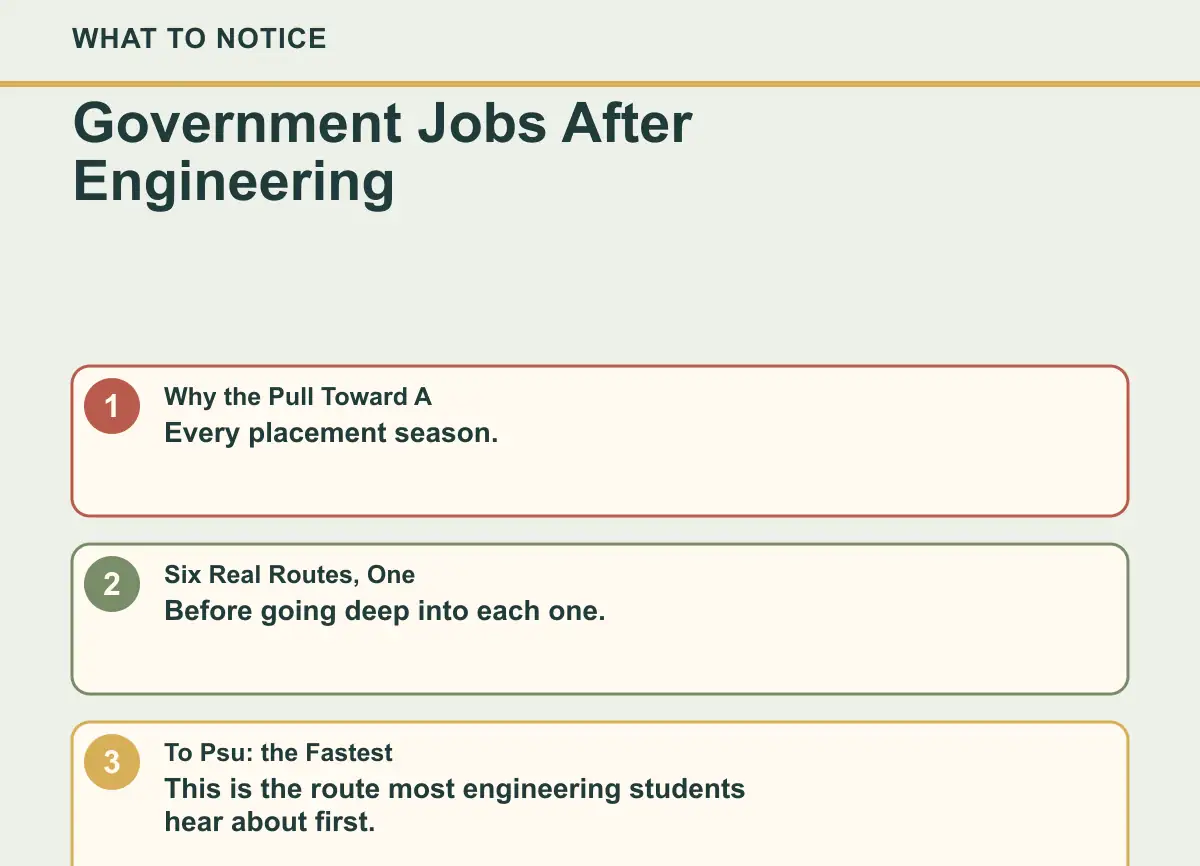 WHAT TO NOTICE
Government Jobs After
Engineering
1
Why the Pull Toward A
Every placement season.
2
Six Real Routes, One
Before going deep into each one.
3
To Psu: the Fastest
This is the route most engineering students
hear about first.